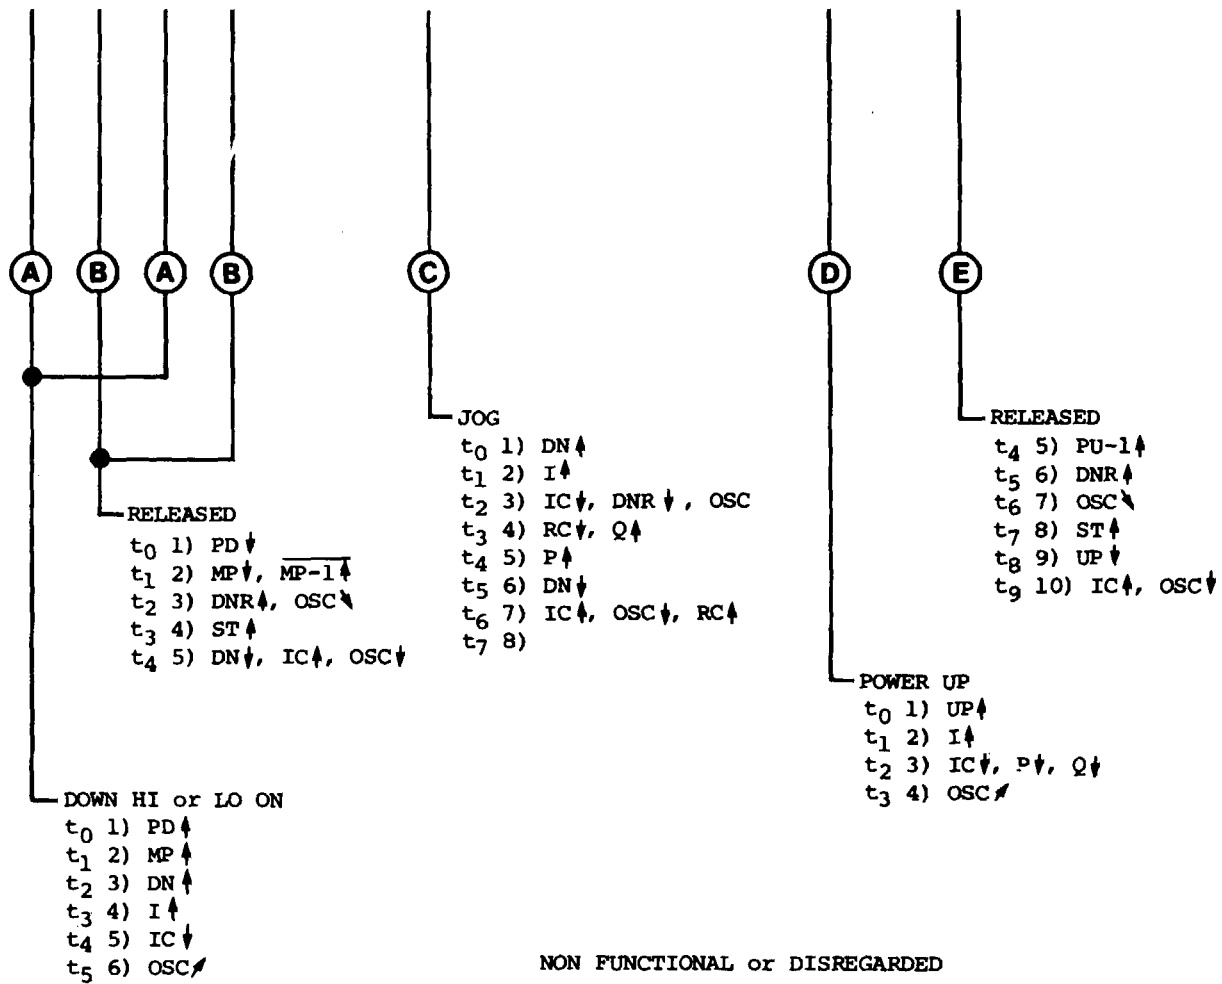 A B A B C D E
JOG
t0 1) DN↑
t1 2) I↑
t2 3) IC↓, DNR↓, OSC
t3 4) RC↓, Q↑
t4 5) P↑
t5 6) DN↓
t6 7) IC↑, OSC↓, RC↑
t7 8)
RELEASED
t4 5) PU-1↑
t5 6) DNR↑
t6 7) OSC↘
t7 8) ST↑
t8 9) UP↓
t9 10) IC↑, OSC↓
RELEASED
t0 1) PD↓
t1 2) MP↓, M̅P̅-̅1̅↑
t2 3) DNR↑, OSC↘
t3 4) ST↑
t4 5) DN↓, IC↑, OSC↓
POWER UP
t0 1) UP↑
t1 2) I↑
t2 3) IC↓, P↓, Q↓
t3 4) OSC↗
DOWN HI or LO ON
t0 1) PD↑
t1 2) MP↑
t2 3) DN↑
t3 4) I↑
t4 5) IC↓
t5 6) OSC↗
NON FUNCTIONAL or DISREGARDED